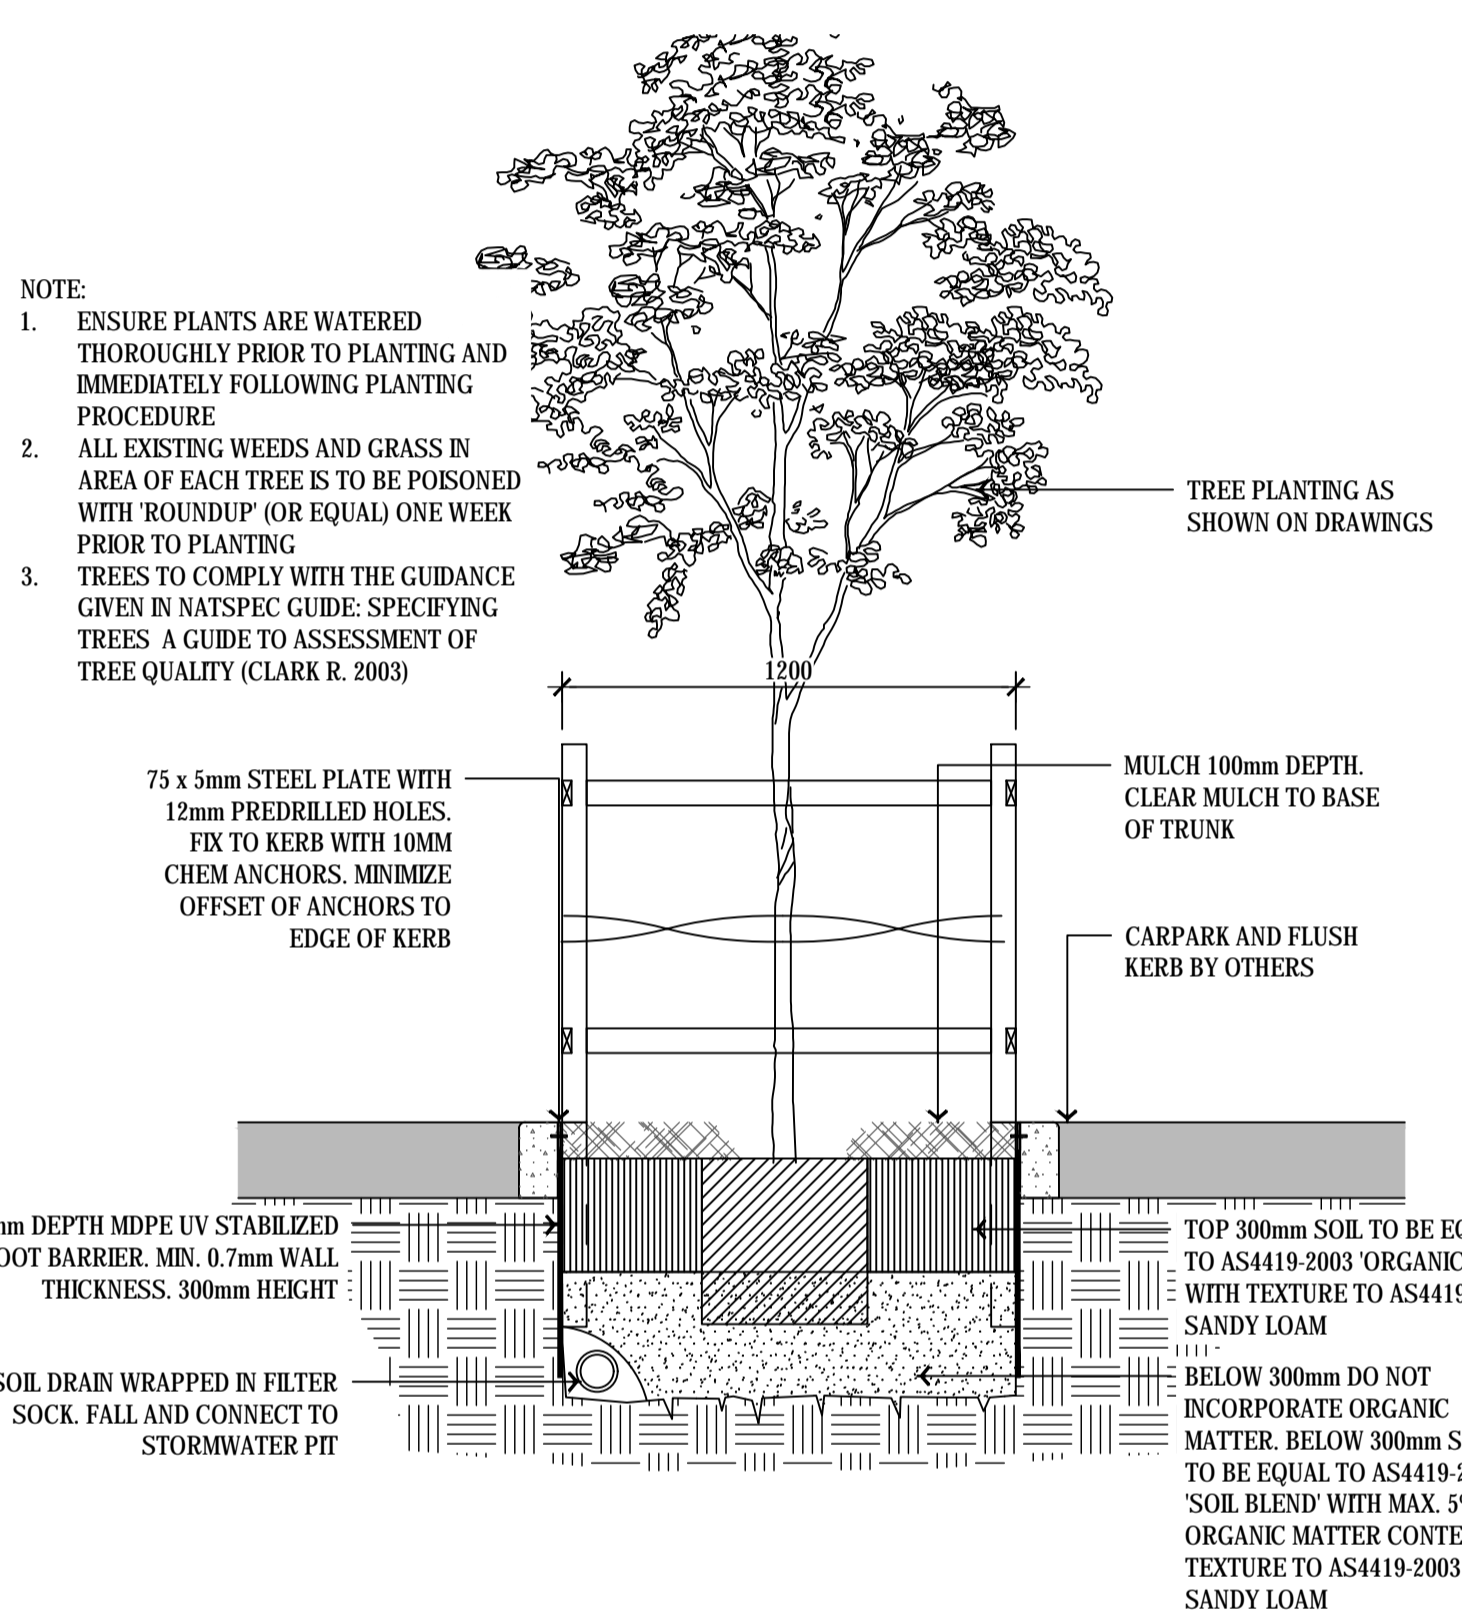 NOTE:
1. ENSURE PLANTS ARE WATERED
THOROUGHLY PRIOR TO PLANTING AND
IMMEDIATELY FOLLOWING PLANTING
PROCEDURE
2. ALL EXISTING WEEDS AND GRASS IN
AREA OF EACH TREE IS TO BE POISONED
WITH 'ROUNDUP' (OR EQUAL) ONE WEEK
PRIOR TO PLANTING
3. TREES TO COMPLY WITH THE GUIDANCE
GIVEN IN NATSPEC GUIDE: SPECIFYING
TREES A GUIDE TO ASSESSMENT OF
TREE QUALITY (CLARK R. 2003)
TREE PLANTING AS
SHOWN ON DRAWINGS
1200
75 x 5mm STEEL PLATE WITH
12mm PREDRILLED HOLES.
FIX TO KERB WITH 10MM
CHEM ANCHORS. MINIMIZE
OFFSET OF ANCHORS TO
EDGE OF KERB
MULCH 100mm DEPTH.
CLEAR MULCH TO BASE
OF TRUNK
CARPARK AND FLUSH
KERB BY OTHERS
DEPTH MDPE UV STABILIZED
BARRIER. MIN. 0.7mm WALL
THICKNESS. 300mm HEIGHT
SOIL DRAIN WRAPPED IN FILTER
SOCK. FALL AND CONNECT TO
STORMWATER PIT
TOP 300mm SOIL TO BE
TO AS4419-2003 'ORGANIC
WITH TEXTURE TO
SANDY LOAM
BELOW 300mm DO NOT
INCORPORATE ORGANIC
MATTER. BELOW 300mm
TO BE EQUAL TO
'SOIL BLEND' WITH MAX.
ORGANIC MATTER
TEXTURE TO AS4419-2003
SANDY LOAM